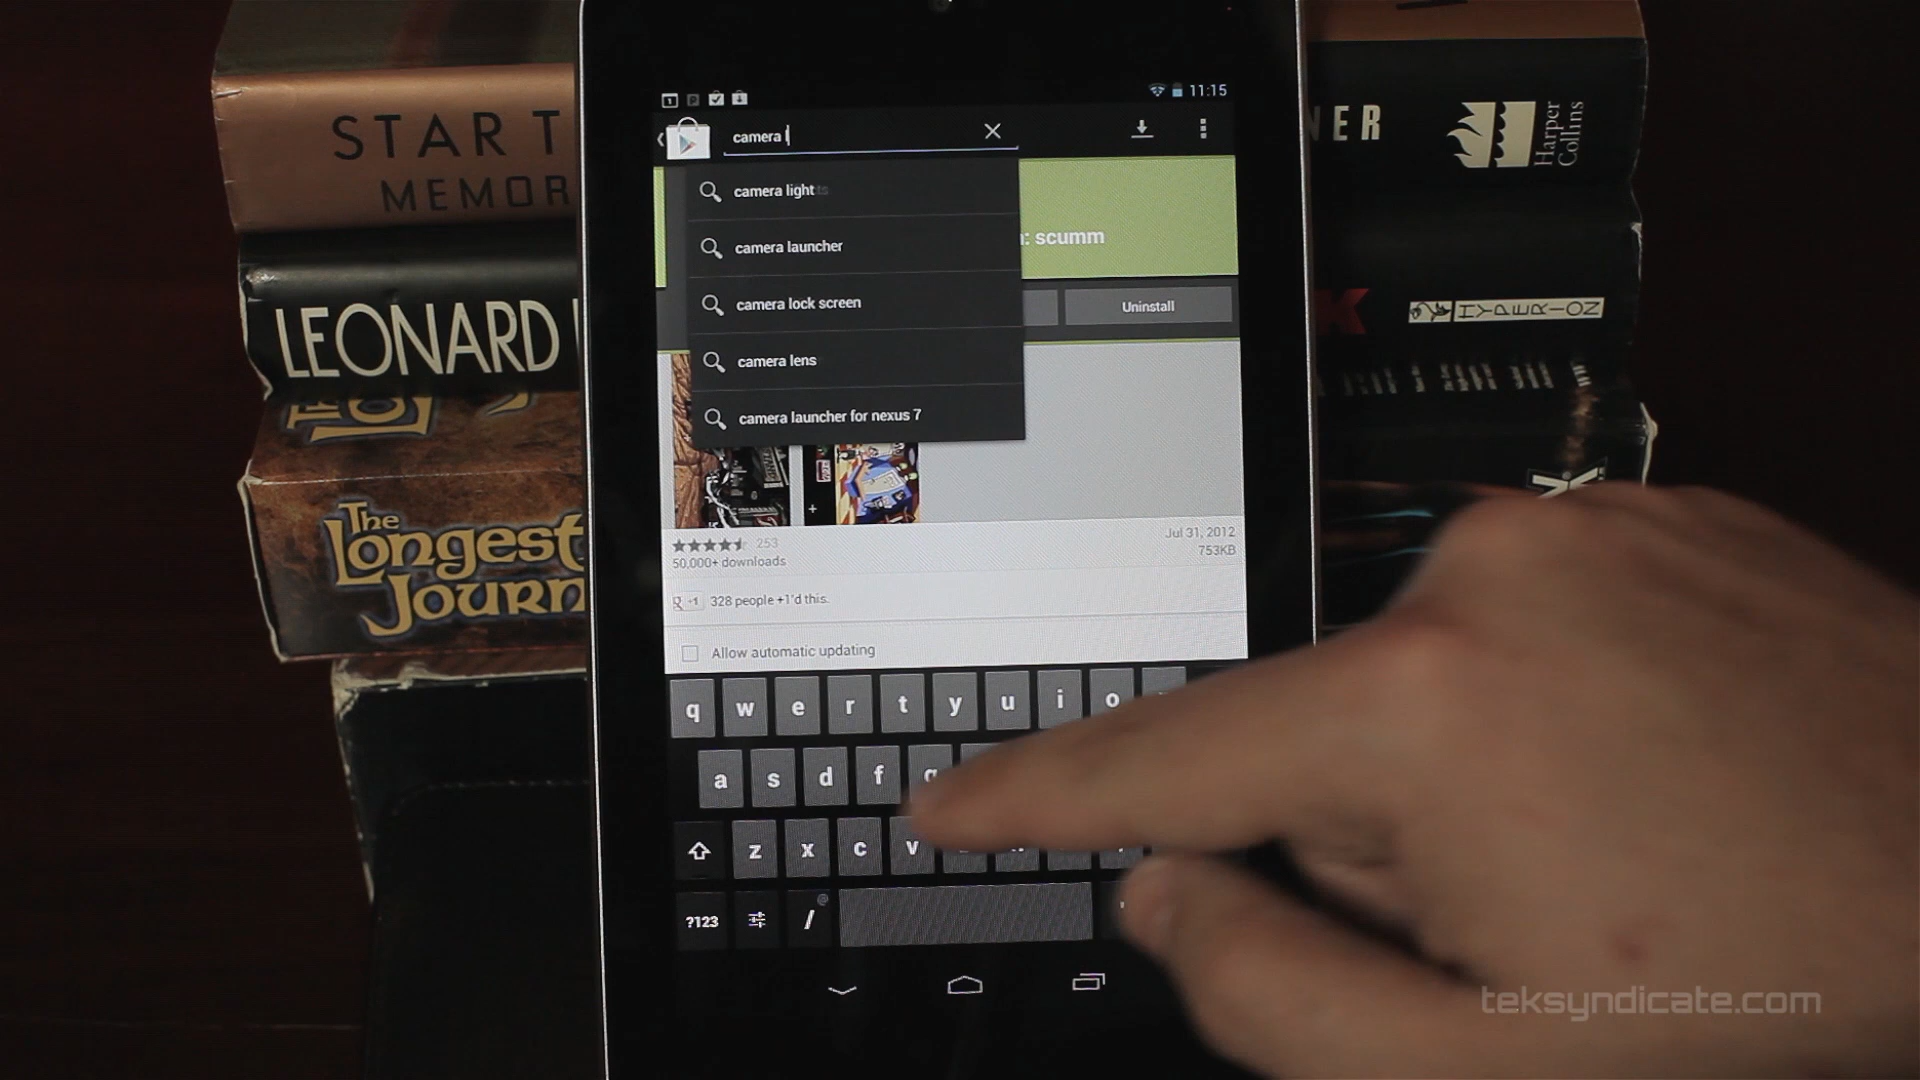 START
MEMOR
LEONARD
The
Longest
Journ
NER
Harper
Collins
HYPERION
11:15
camera l
camera lights
camera launcher
camera lock screen
camera lens
camera launcher for nexus 7
: scumm
Uninstall
253
50,000+ downloads
Jul 31, 2012
753KB
+1 328 people +1'd this.
Allow automatic updating
q w e r t y u i o
a s d f g
z x c v
?123 / @
teksyndicate.com